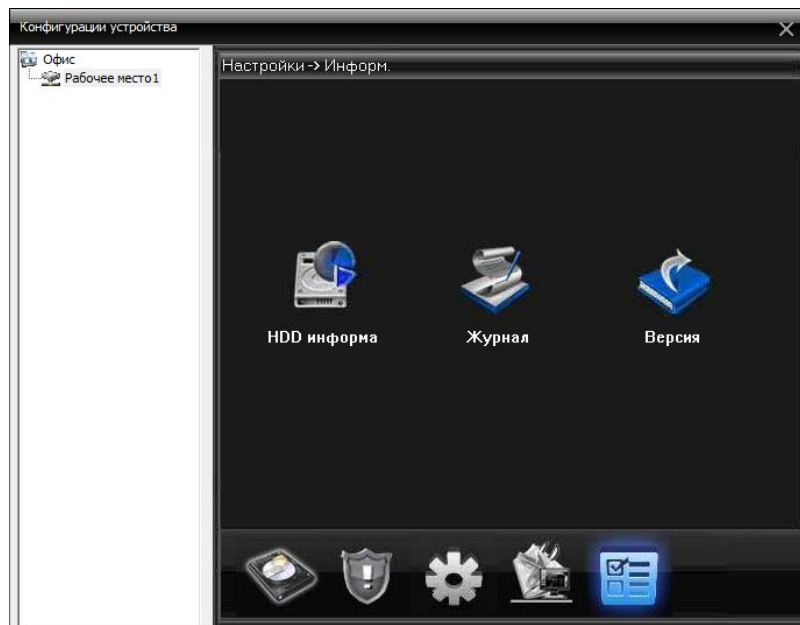 Конфигурации устройства
Офис
Рабочее место1
Настройки -> Информ.
HDD информа
Журнал
Версия